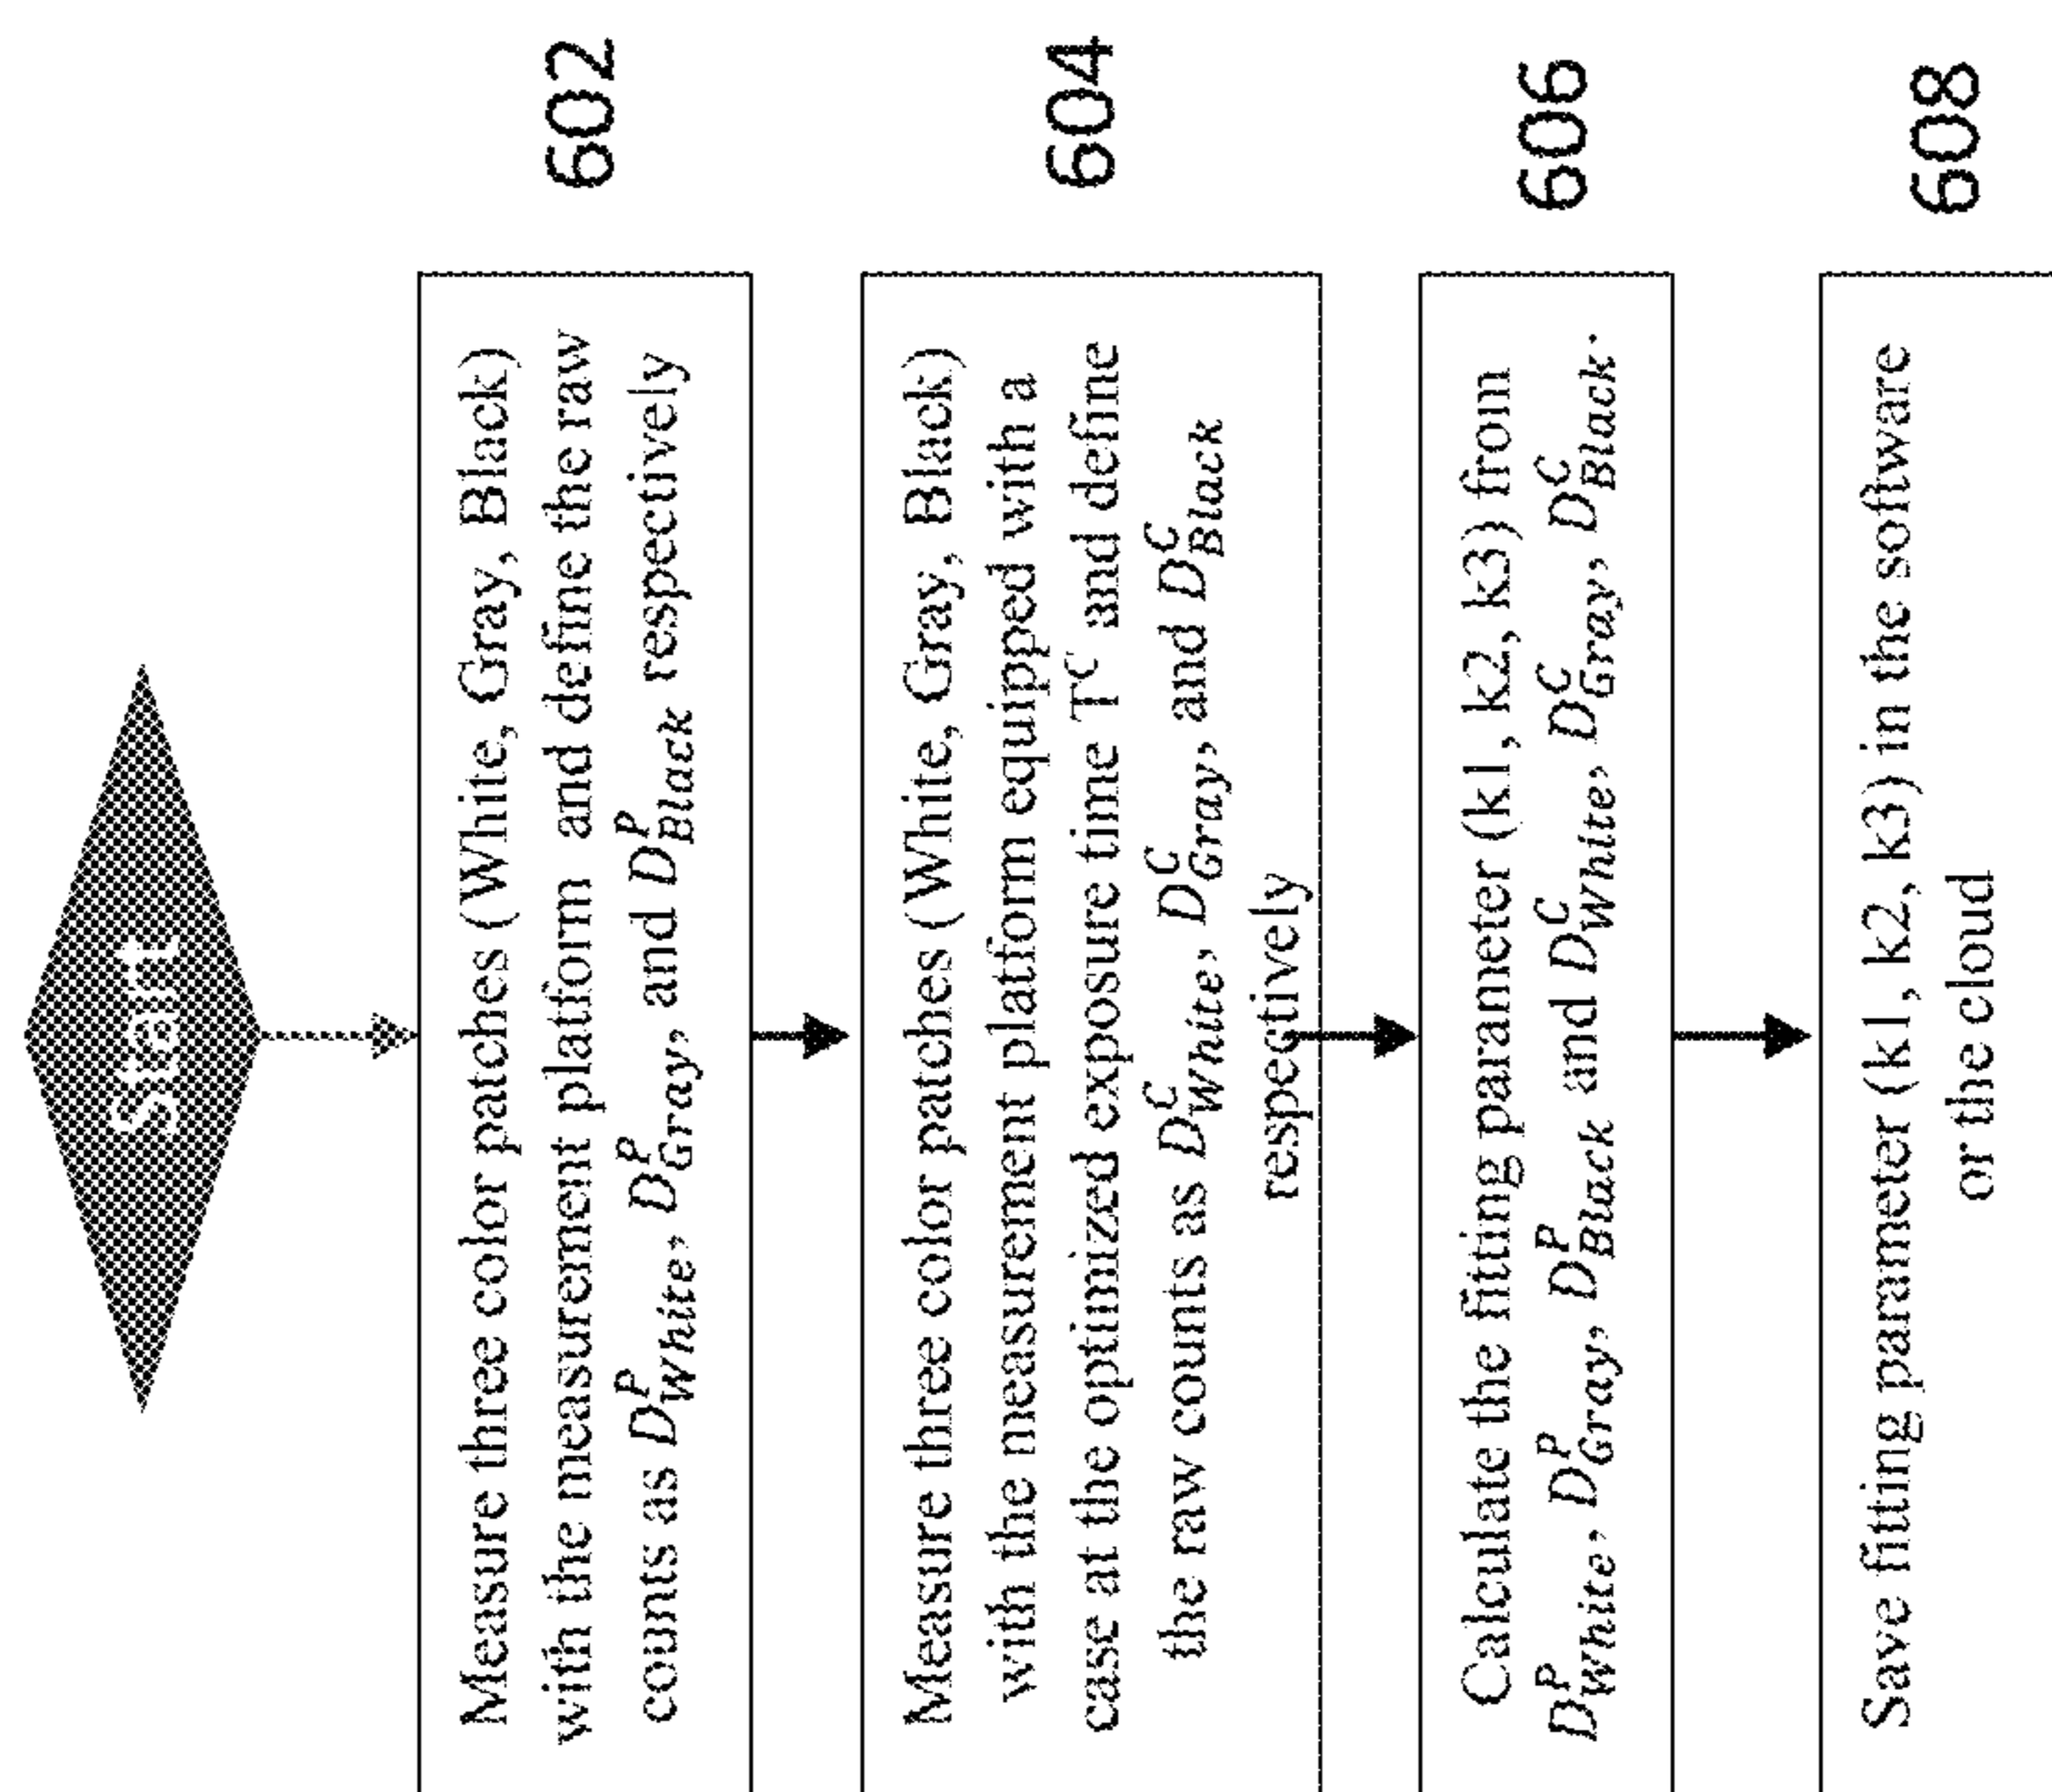 Start
Measure three color patches (White, Gray, Black)
with the measurement platform and define the raw
counts as D^P_White, D^P_Gray, and D^P_Black respectively
602
Measure three color patches (White, Gray, Black)
with the measurement platform equipped with a
case at the optimized exposure time T^C and define
the raw counts as D^C_White, D^C_Gray, and D^C_Black
respectively
604
Calculate the fitting parameter (k1, k2, k3) from
D^P_White, D^P_Gray, D^P_Black and D^C_White, D^C_Gray, D^C_Black.
606
Save fitting parameter (k1, k2, k3) in the software
or the cloud
608